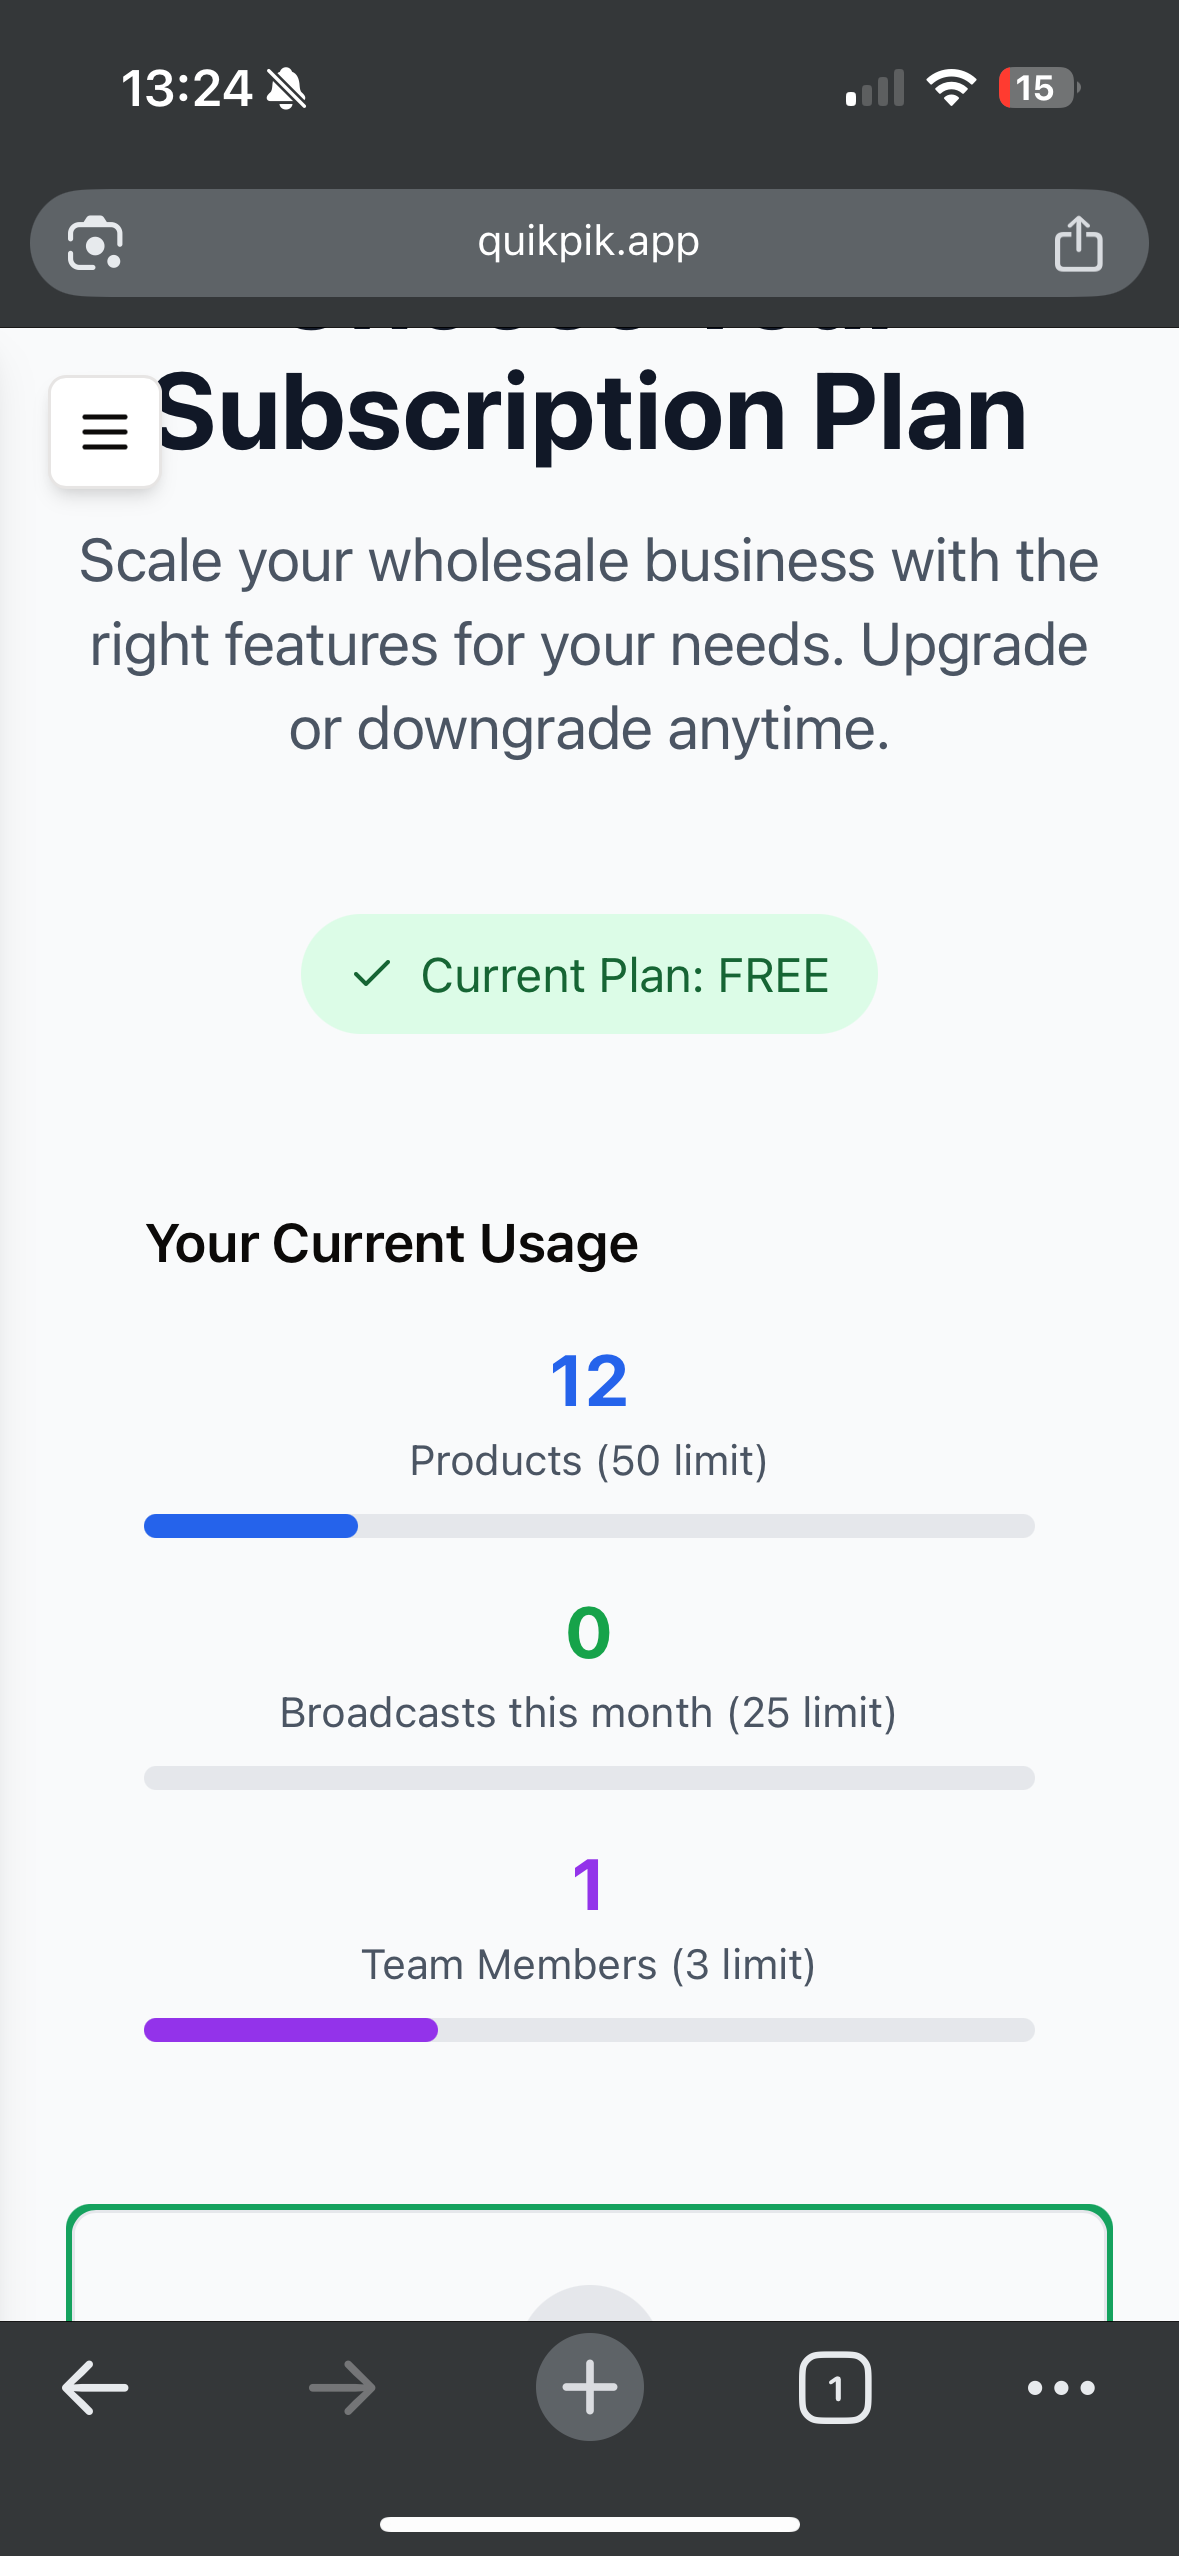 13:24
15
quikpik.app
Subscription Plan
Scale your wholesale business with the
right features for your needs. Upgrade
or downgrade anytime.
Current Plan: FREE
Your Current Usage
12
Products (50 limit)
0
Broadcasts this month (25 limit)
1
Team Members (3 limit)
1